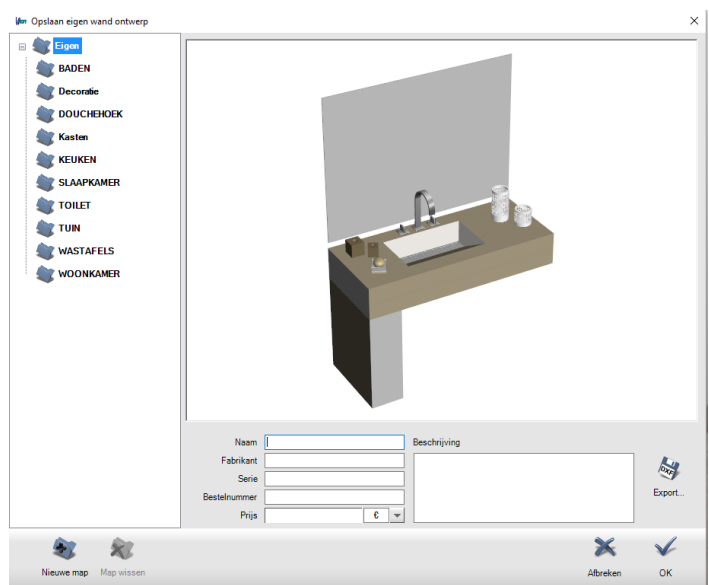 Opslaan eigen wand ontwerp
Eigen
BADEN
Decoratie
DOUCHEHOEK
Kasten
KEUKEN
SLAAPKAMER
TOILET
TUIN
WASTAFELS
WOONKAMER
Naam
Fabrikant
Serie
Bestelnummer
Prijs €
Beschrijving
DXF
Export...
Nieuwe map
Map wissen
Afbreken
OK